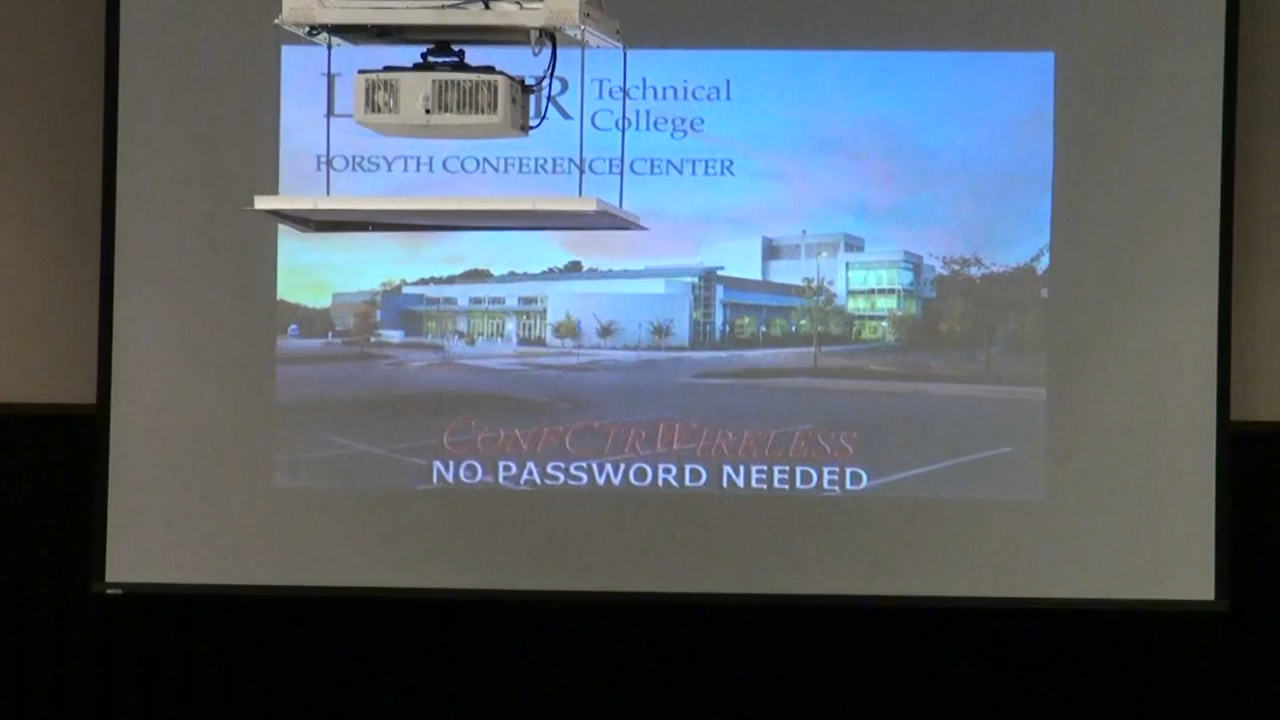 Technical
College
FORSYTH CONFERENCE CENTER
CONFCTRWIRELESS
NO PASSWORD NEEDED